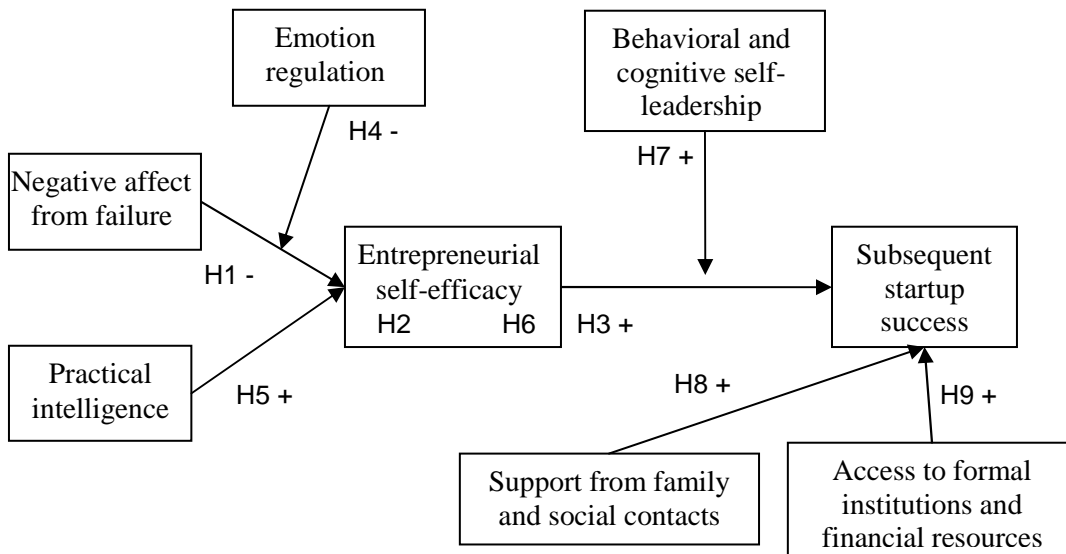 Emotion
regulation
Behavioral and
cognitive self-
leadership
H4 -
H7 +
Negative affect
from failure
H1 -
Entrepreneurial
self-efficacy
H2 H6
H3 +
Subsequent
startup
success
Practical
intelligence
H5 +
H8 +
H9 +
Support from family
and social contacts
Access to formal
institutions and
financial resources